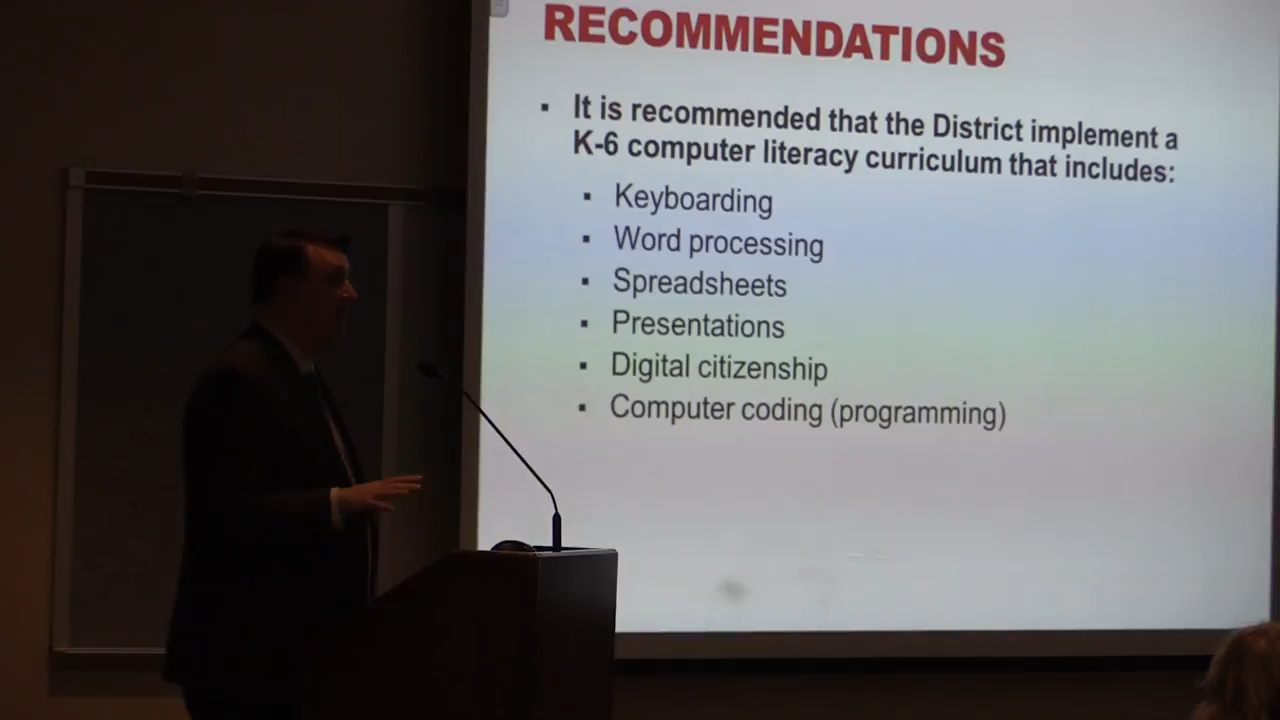 RECOMMENDATIONS
▪ It is recommended that the District implement a
K-6 computer literacy curriculum that includes:
▪ Keyboarding
▪ Word processing
▪ Spreadsheets
▪ Presentations
▪ Digital citizenship
▪ Computer coding (programming)